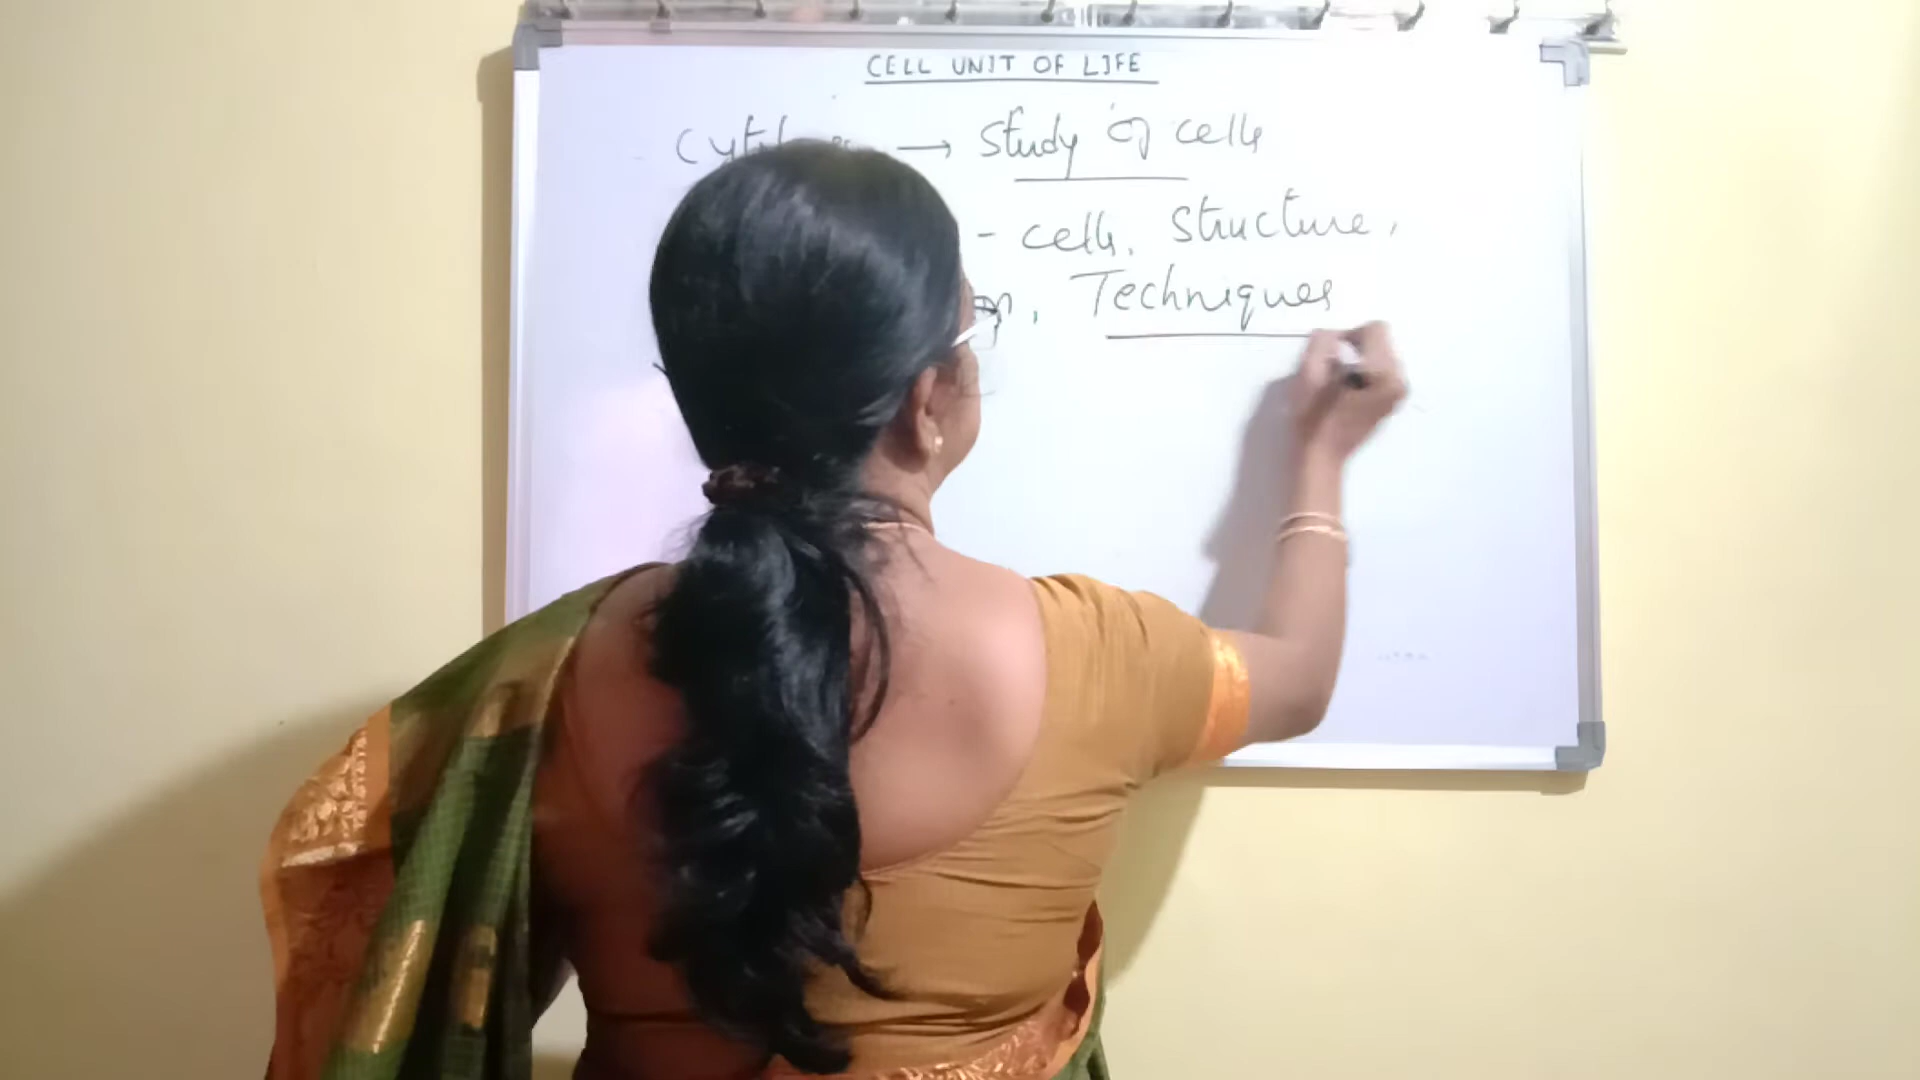 CELL UNIT OF LIFE
→ Study of cells
- cells, Structure,
, Techniques